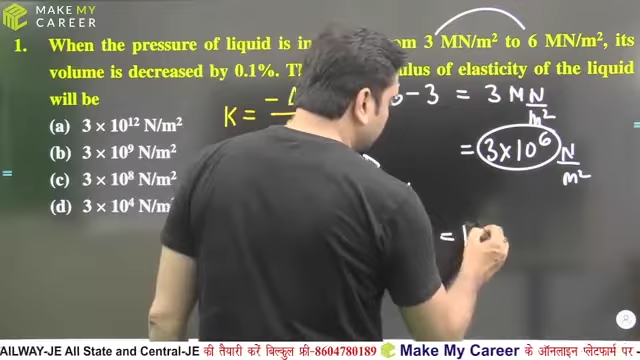 MAKE MY
CAREER
1. When the pressure of liquid is in om 3 MN/m² to 6 MN/m², its
volume is decreased by 0.1%. Th ulus of elasticity of the liquid
will be
(a) 3 × 10¹² N/m²
(b) 3 × 10⁹ N/m²
(c) 3 × 10⁸ N/m²
(d) 3 × 10⁴ N/m
K = –
– 3 = 3 M N/m²
= 3×10⁶ N/m²
=
MAKE MY
CAREER
AILWAY-JE All State and Central-JE की तैयारी करें बिल्कुल फ्री-8604780189 Make My Career के ऑनलाइन प्लेटफार्म पर